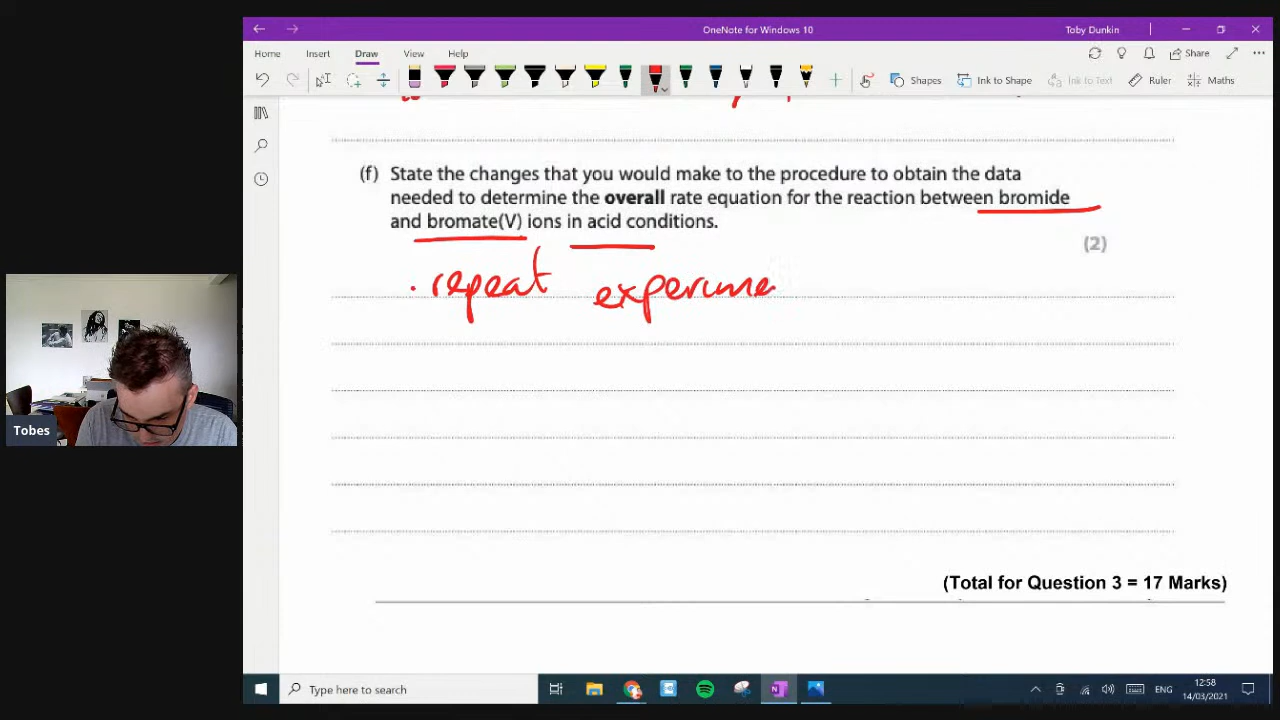 OneNote for Windows 10
Toby Dunkin
Home Insert Draw View Help
Share
Shapes Ink to Shape Ink to Text Ruler Maths
(f) State the changes that you would make to the procedure to obtain the data
needed to determine the overall rate equation for the reaction between bromide
and bromate(V) ions in acid conditions.
(2)
· repeat experime
Tobes
(Total for Question 3 = 17 Marks)
Type here to search
ENG
12:58
14/03/2021